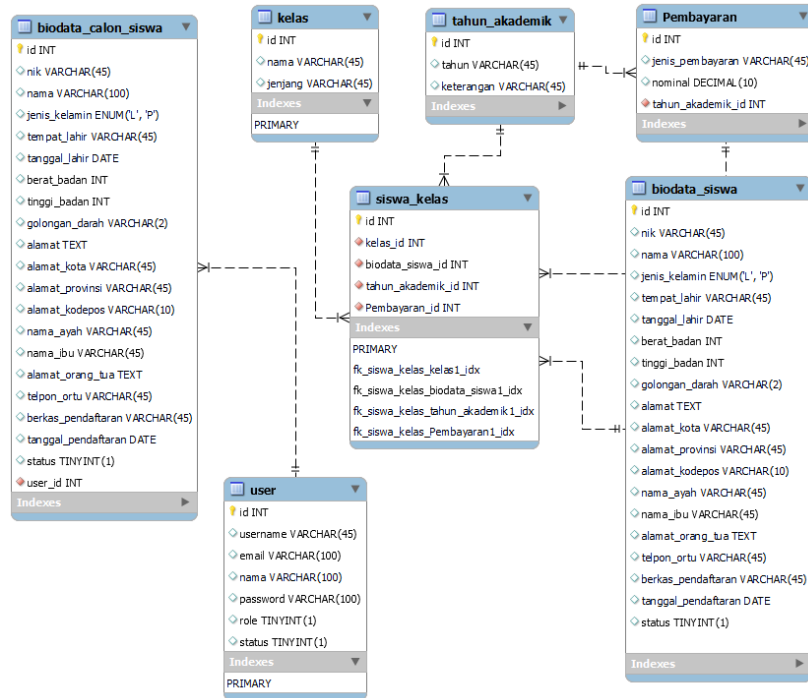 biodata_calon_siswa
id INT
nik VARCHAR(45)
nama VARCHAR(100)
jenis_kelamin ENUM('L', 'P')
tempat_lahir VARCHAR(45)
tanggal_lahir DATE
berat_badan INT
tinggi_badan INT
golongan_darah VARCHAR(2)
alamat TEXT
alamat_kota VARCHAR(45)
alamat_provinsi VARCHAR(45)
alamat_kodepos VARCHAR(10)
nama_ayah VARCHAR(45)
nama_ibu VARCHAR(45)
alamat_orang_tua TEXT
telpon_ortu VARCHAR(45)
berkas_pendaftaran VARCHAR(45)
tanggal_pendaftaran DATE
status TINYINT(1)
user_id INT
Indexes
kelas
id INT
nama VARCHAR(45)
jenjang VARCHAR(45)
Indexes
PRIMARY
tahun_akademik
id INT
tahun VARCHAR(45)
keterangan VARCHAR(45)
Indexes
Pembayaran
id INT
jenis_pembayaran VARCHAR(45)
nominal DECIMAL(10)
tahun_akademik_id INT
Indexes
siswa_kelas
id INT
kelas_id INT
biodata_siswa_id INT
tahun_akademik_id INT
Pembayaran_id INT
Indexes
PRIMARY
fk_siswa_kelas_kelas1_idx
fk_siswa_kelas_biodata_siswa1_idx
fk_siswa_kelas_tahun_akademik1_idx
fk_siswa_kelas_Pembayaran1_idx
biodata_siswa
id INT
nik VARCHAR(45)
nama VARCHAR(100)
jenis_kelamin ENUM('L', 'P')
tempat_lahir VARCHAR(45)
tanggal_lahir DATE
berat_badan INT
tinggi_badan INT
golongan_darah VARCHAR(2)
alamat TEXT
alamat_kota VARCHAR(45)
alamat_provinsi VARCHAR(45)
alamat_kodepos VARCHAR(10)
nama_ayah VARCHAR(45)
nama_ibu VARCHAR(45)
alamat_orang_tua TEXT
telpon_ortu VARCHAR(45)
berkas_pendaftaran VARCHAR(45)
tanggal_pendaftaran DATE
status TINYINT(1)
Indexes
user
id INT
username VARCHAR(45)
email VARCHAR(100)
nama VARCHAR(100)
password VARCHAR(100)
role TINYINT(1)
status TINYINT(1)
Indexes
PRIMARY